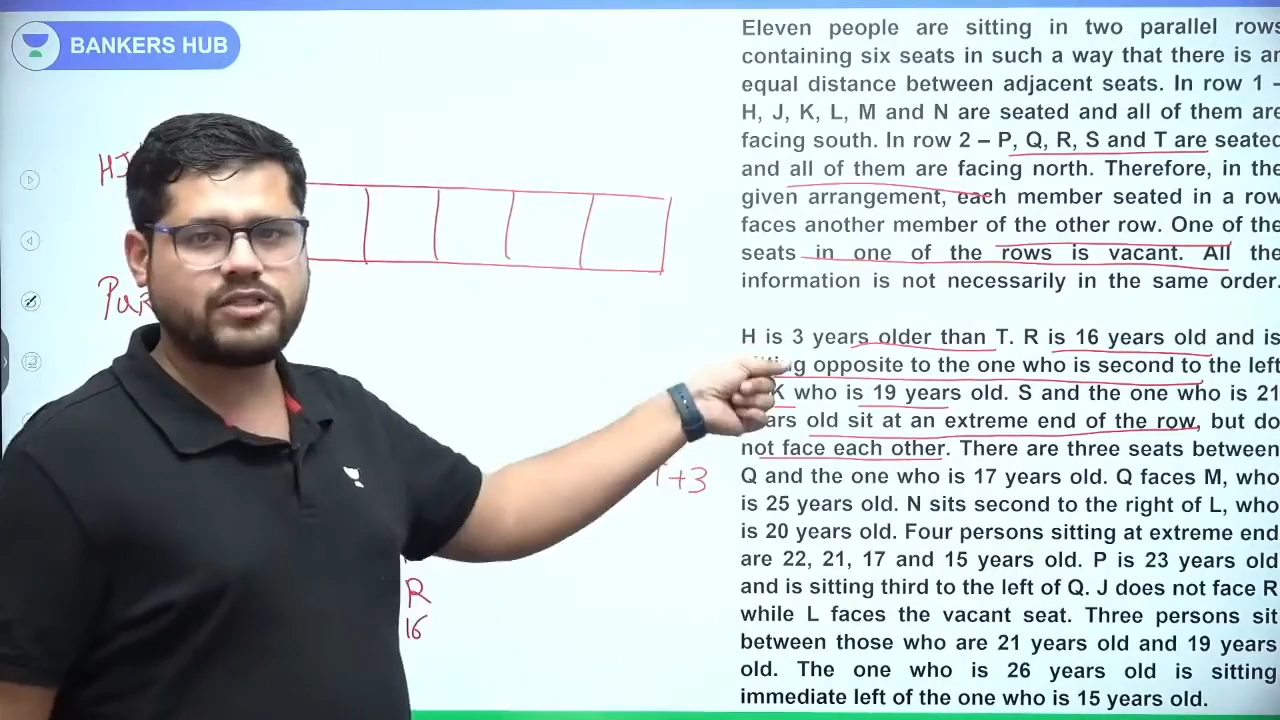 BANKERS HUB
Eleven people are sitting in two parallel rows
containing six seats in such a way that there is an
equal distance between adjacent seats. In row 1 –
H, J, K, L, M and N are seated and all of them are
facing south. In row 2 – P, Q, R, S and T are seated
and all of them are facing north. Therefore, in the
given arrangement, each member seated in a row
faces another member of the other row. One of the
seats in one of the rows is vacant. All the
information is not necessarily in the same order.
H is 3 years older than T. R is 16 years old and is
opposite to the one who is second to the left
K who is 19 years old. S and the one who is 21
old sit at an extreme end of the row, but do
not face each other. There are three seats between
Q and the one who is 17 years old. Q faces M, who
is 25 years old. N sits second to the right of L, who
is 20 years old. Four persons sitting at extreme end
are 22, 21, 17 and 15 years old. P is 23 years old
and is sitting third to the left of Q. J does not face R
while L faces the vacant seat. Three persons sit
between those who are 21 years old and 19 years
old. The one who is 26 years old is sitting
immediate left of the one who is 15 years old.
HJ
PQR
+3
R
16